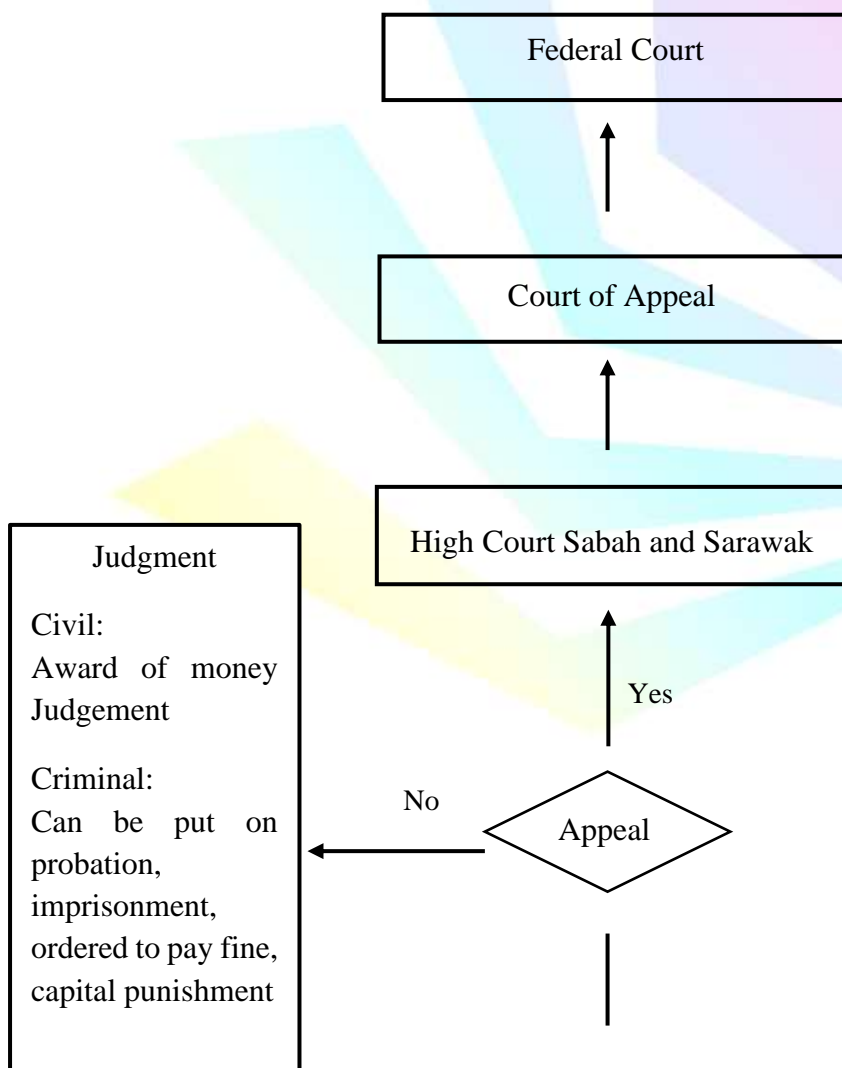 Federal Court
Court of Appeal
High Court Sabah and Sarawak
Judgment
Civil:
Award of money
Judgement
Criminal:
Can be put on
probation,
imprisonment,
ordered to pay fine,
capital punishment
Yes
No
Appeal